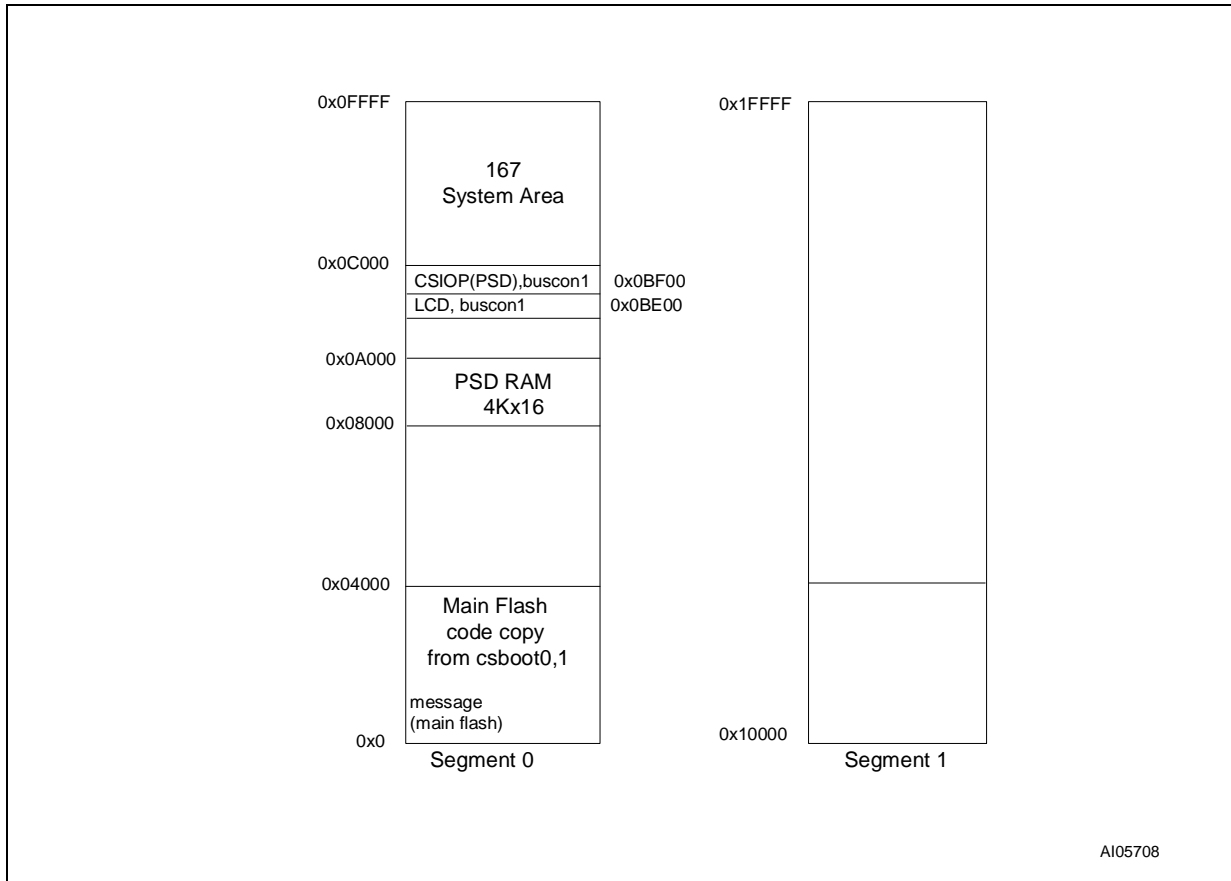 0x0FFFF
167
System Area
0x0C000
CSIOP(PSD),buscon1 0x0BF00
LCD, buscon1 0x0BE00
0x0A000
PSD RAM
4Kx16
0x08000
0x04000
Main Flash
code copy
from csboot0,1
message
(main flash)
0x0
Segment 0
0x1FFFF
0x10000
Segment 1
AI05708